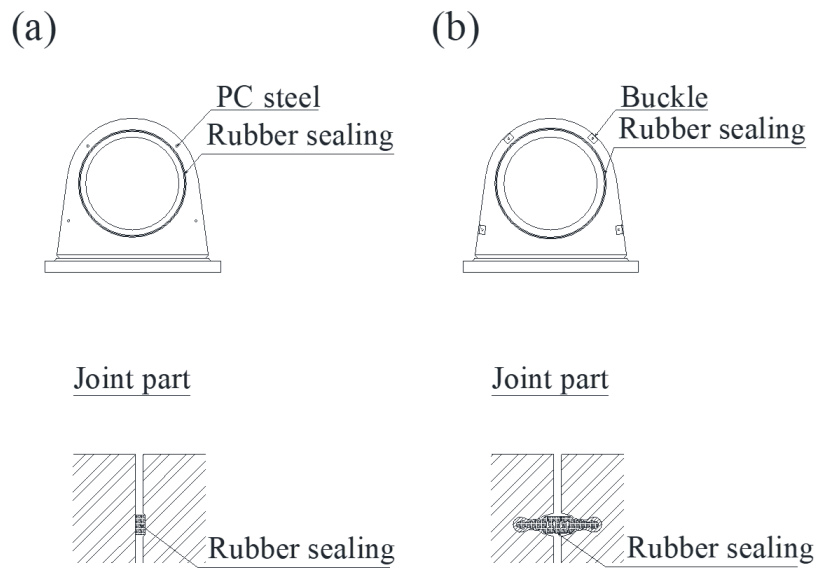 (a)
PC steel
Rubber sealing
Joint part
Rubber sealing
(b)
Buckle
Rubber sealing
Joint part
Rubber sealing